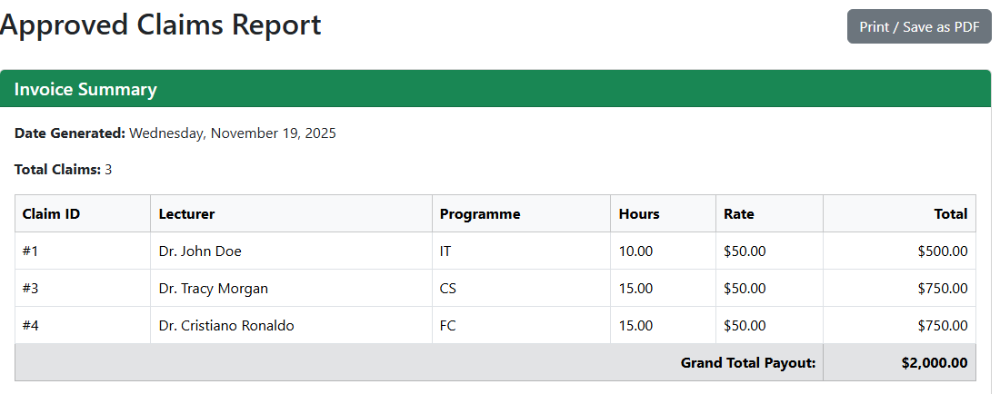 Approved Claims Report
Print / Save as PDF
Invoice Summary
Date Generated: Wednesday, November 19, 2025
Total Claims: 3
Claim ID Lecturer Programme Hours Rate Total
#1 Dr. John Doe IT 10.00 $50.00 $500.00
#3 Dr. Tracy Morgan CS 15.00 $50.00 $750.00
#4 Dr. Cristiano Ronaldo FC 15.00 $50.00 $750.00
Grand Total Payout: $2,000.00